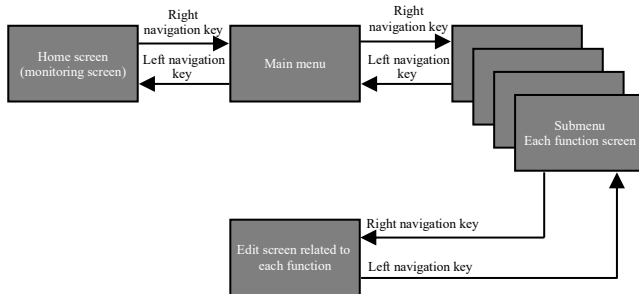 Right
navigation key
Home screen
(monitoring screen)
Left navigation
key
Main menu
Right
navigation key
Left navigation
key
Submenu
Each function screen
Right navigation key
Edit screen related to
each function
Left navigation key